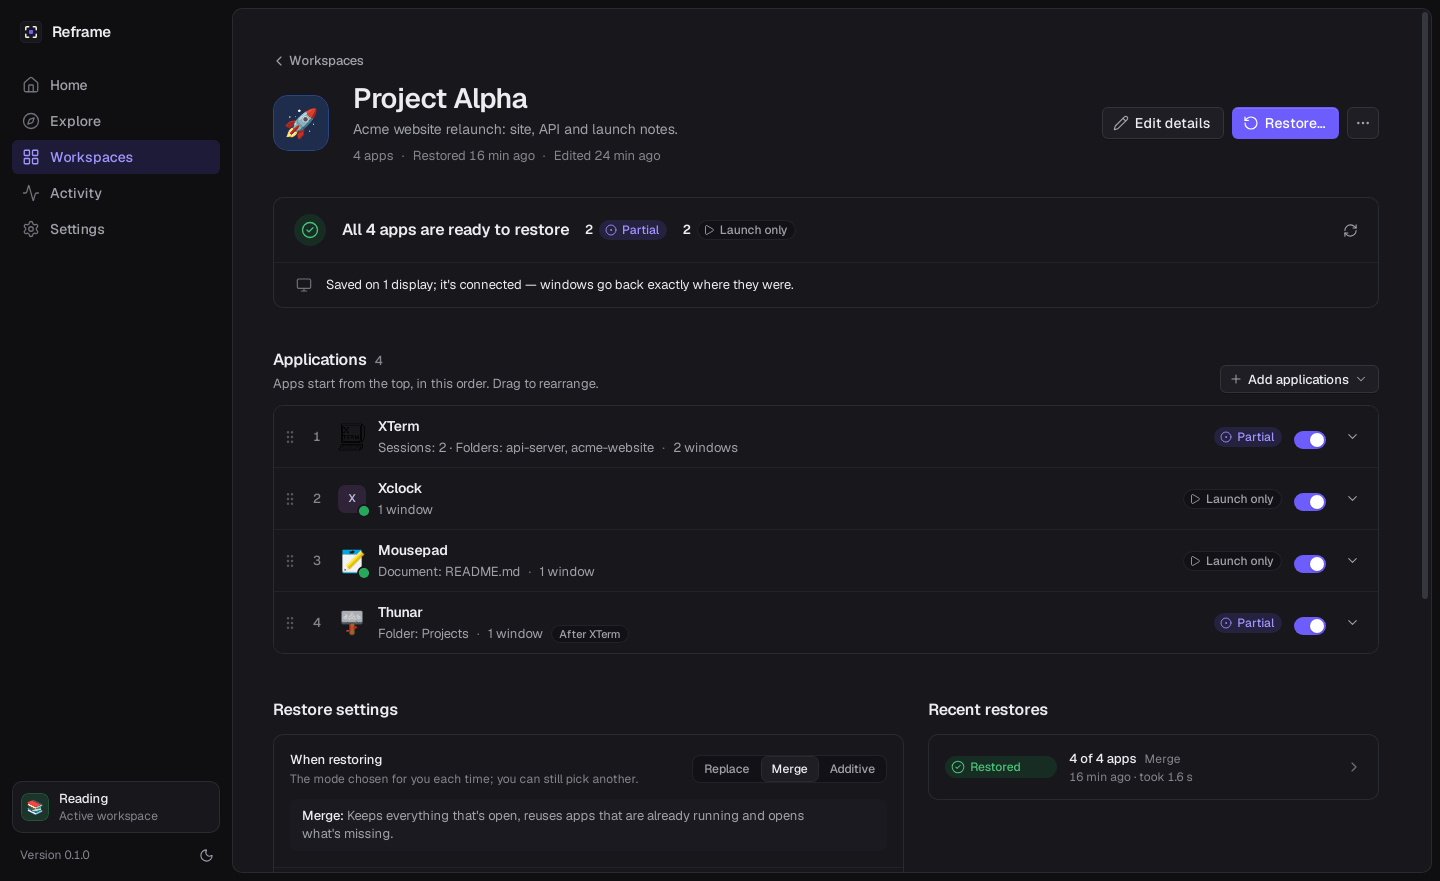 Reframe
Home
Explore
Workspaces
Activity
Settings
Reading
Active workspace
Version 0.1.0
Workspaces
Project Alpha
Acme website relaunch: site, API and launch notes.
4 apps · Restored 16 min ago · Edited 24 min ago
Edit details
Restore...
All 4 apps are ready to restore 2 Partial 2 Launch only
Saved on 1 display; it's connected — windows go back exactly where they were.
Applications 4
Apps start from the top, in this order. Drag to rearrange.
Add applications
1 XTerm Partial
Sessions: 2 · Folders: api-server, acme-website · 2 windows
2 X Xclock Launch only
1 window
3 Mousepad Launch only
Document: README.md · 1 window
4 Thunar Partial
Folder: Projects · 1 window After XTerm
Restore settings
When restoring
The mode chosen for you each time; you can still pick another.
Replace Merge Additive
Merge: Keeps everything that's open, reuses apps that are already running and opens
what's missing.
Recent restores
Restored
4 of 4 apps Merge
16 min ago · took 1.6 s